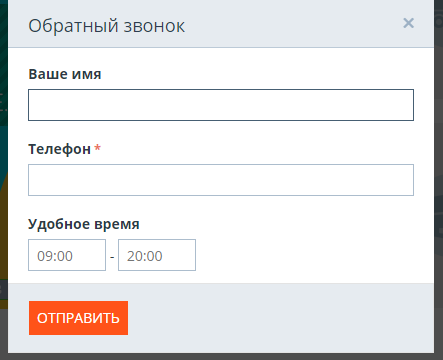 Обратный звонок ×
Ваше имя
Телефон *
Удобное время
09:00 - 20:00
ОТПРАВИТЬ